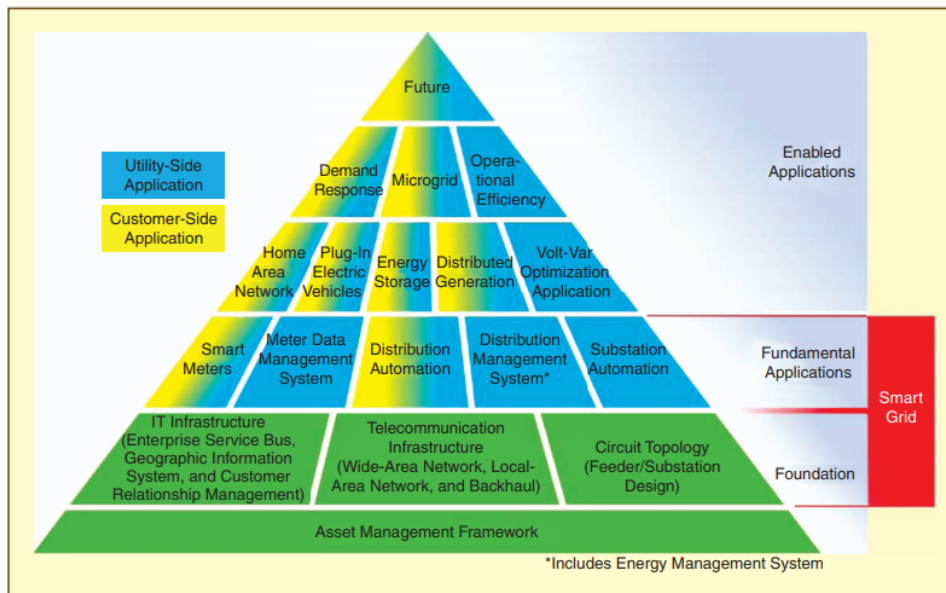 Future
Demand
Response
Microgrid
Opera-
tional
Efficiency
Enabled
Applications
Utility-Side
Application
Customer-Side
Application
Home
Area
Network
Plug-In
Electric
Vehicles
Energy
Storage
Distributed
Generation
Volt-Var
Optimization
Application
Smart
Meters
Meter Data
Management
System
Distribution
Automation
Distribution
Management
System*
Substation
Automation
Fundamental
Applications
Smart
Grid
IT Infrastructure
(Enterprise Service Bus,
Geographic Information
System, and Customer
Relationship Management)
Telecommunication
Infrastructure
(Wide-Area Network, Local-
Area Network, and Backhaul)
Circuit Topology
(Feeder/Substation
Design)
Foundation
Asset Management Framework
*Includes Energy Management System